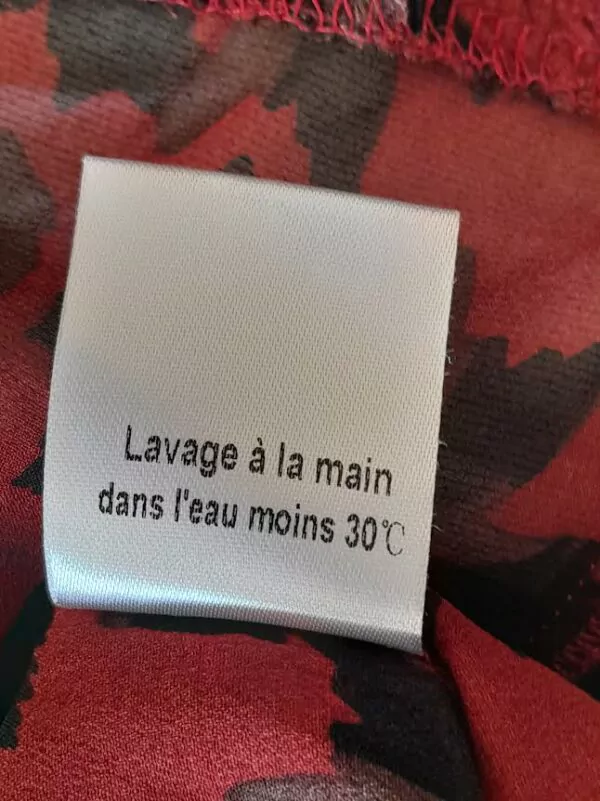 Lavage à la main
dans l'eau moins 30℃